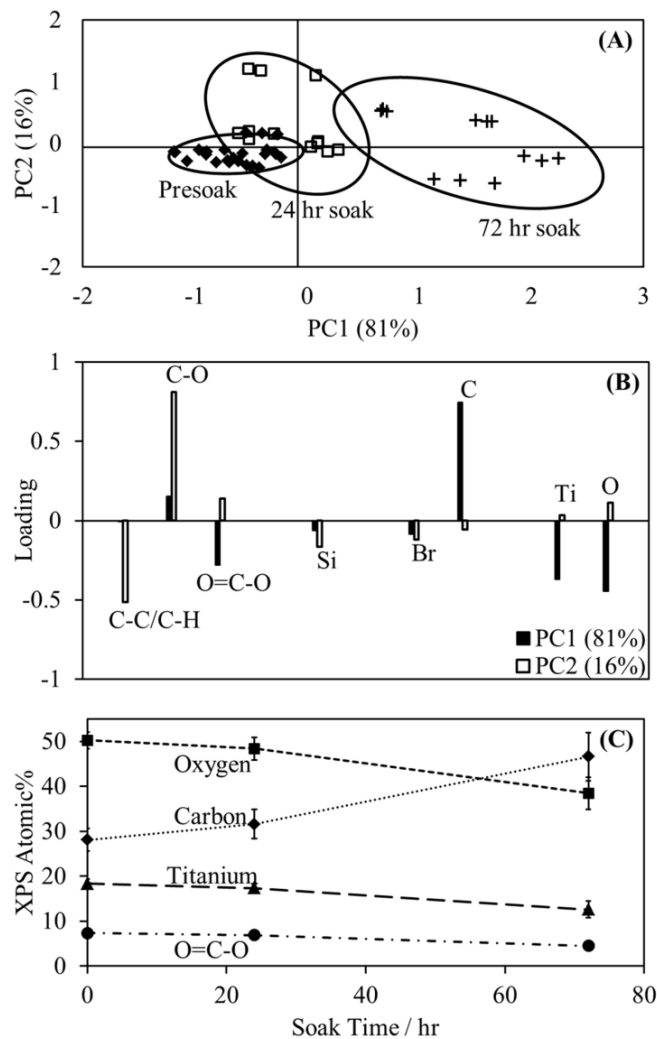 (A)
2
1
0
-1
-2
PC2 (16%)
Presoak
24 hr soak
72 hr soak
-2
-1
0
1
2
3
PC1 (81%)
(B)
1
0.5
0
-0.5
-1
Loading
C-O
C
Ti
O
O=C-O
Si
Br
C-C/C-H
PC1 (81%)
PC2 (16%)
(C)
50
40
30
20
10
0
XPS Atomic%
Oxygen
Carbon
Titanium
O=C-O
0
20
40
60
80
Soak Time / hr